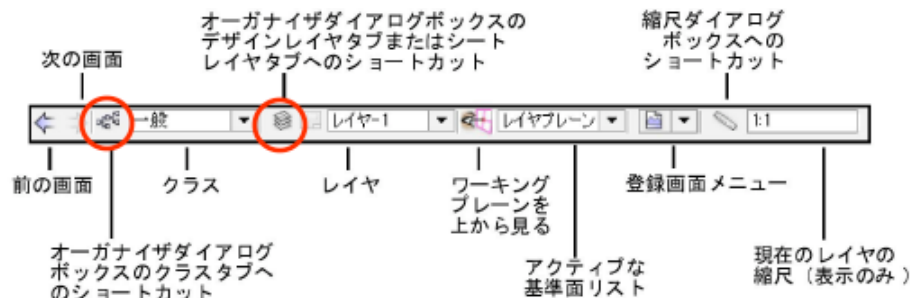 オーガナイザダイアログボックスの
デザインレイヤタブまたはシート
レイヤタブへのショートカット
縮尺ダイアログ
ボックスへの
ショートカット
次の画面
一般
レイヤ-1
レイヤプレーン
1:1
前の画面
クラス
レイヤ
ワーキング
プレーンを
上から見る
登録画面メニュー
オーガナイザダイアログ
ボックスのクラスタブへ
のショートカット
アクティブな
基準面リスト
現在のレイヤの
縮尺（表示のみ）